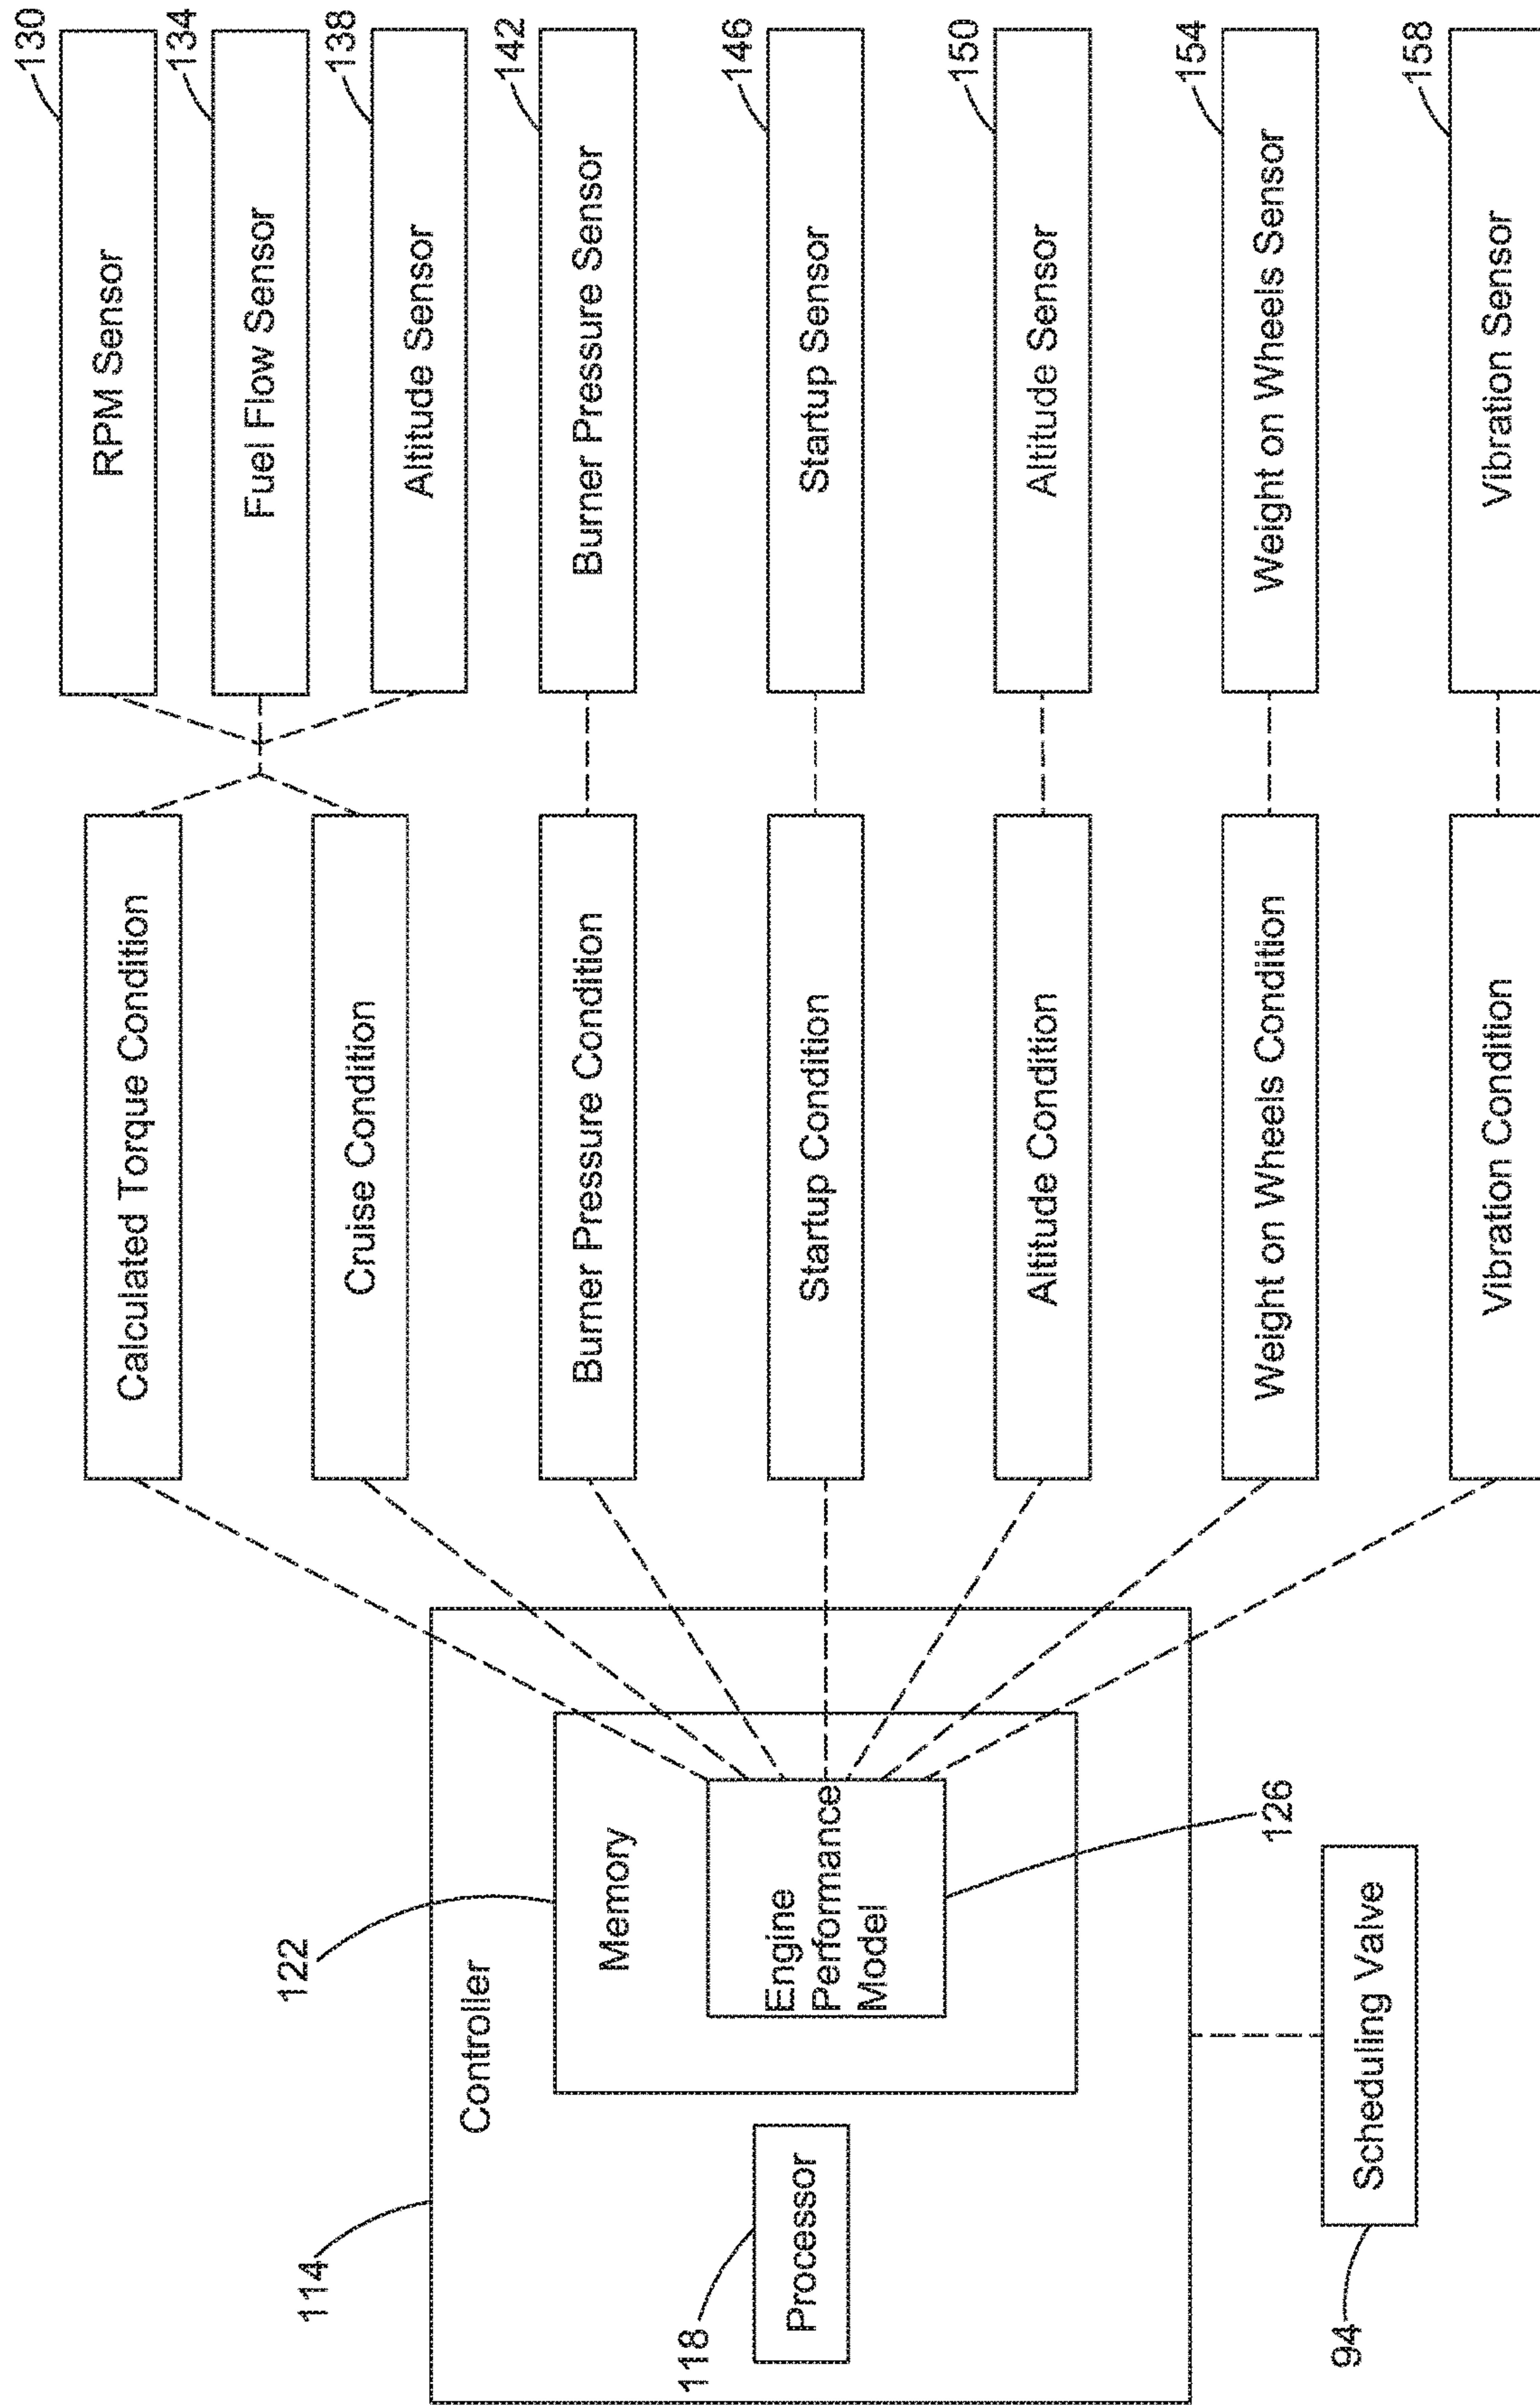 114
Controller
118
Processor
122
Memory
Engine
Performance
Model
126
94
Scheduling Valve
Calculated Torque Condition
Cruise Condition
Burner Pressure Condition
Startup Condition
Altitude Condition
Weight on Wheels Condition
Vibration Condition
RPM Sensor
130
Fuel Flow Sensor
134
Altitude Sensor
138
Burner Pressure Sensor
142
Startup Sensor
146
Altitude Sensor
150
Weight on Wheels Sensor
154
Vibration Sensor
158